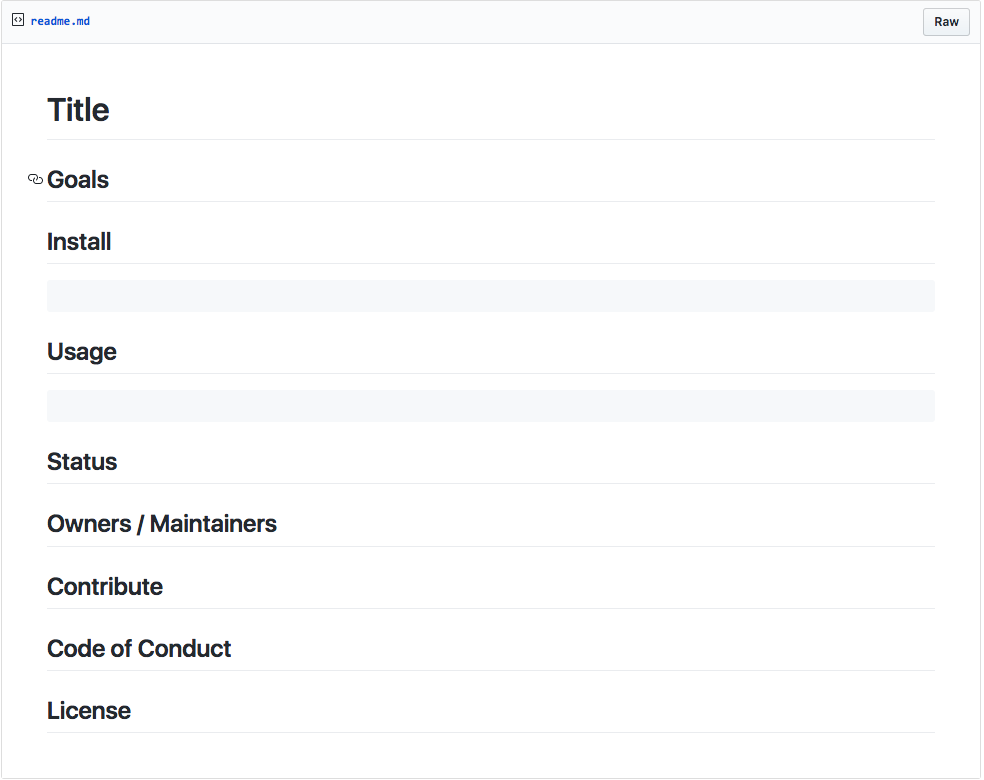 readme.md
Raw
Title
Goals
Install
Usage
Status
Owners / Maintainers
Contribute
Code of Conduct
License